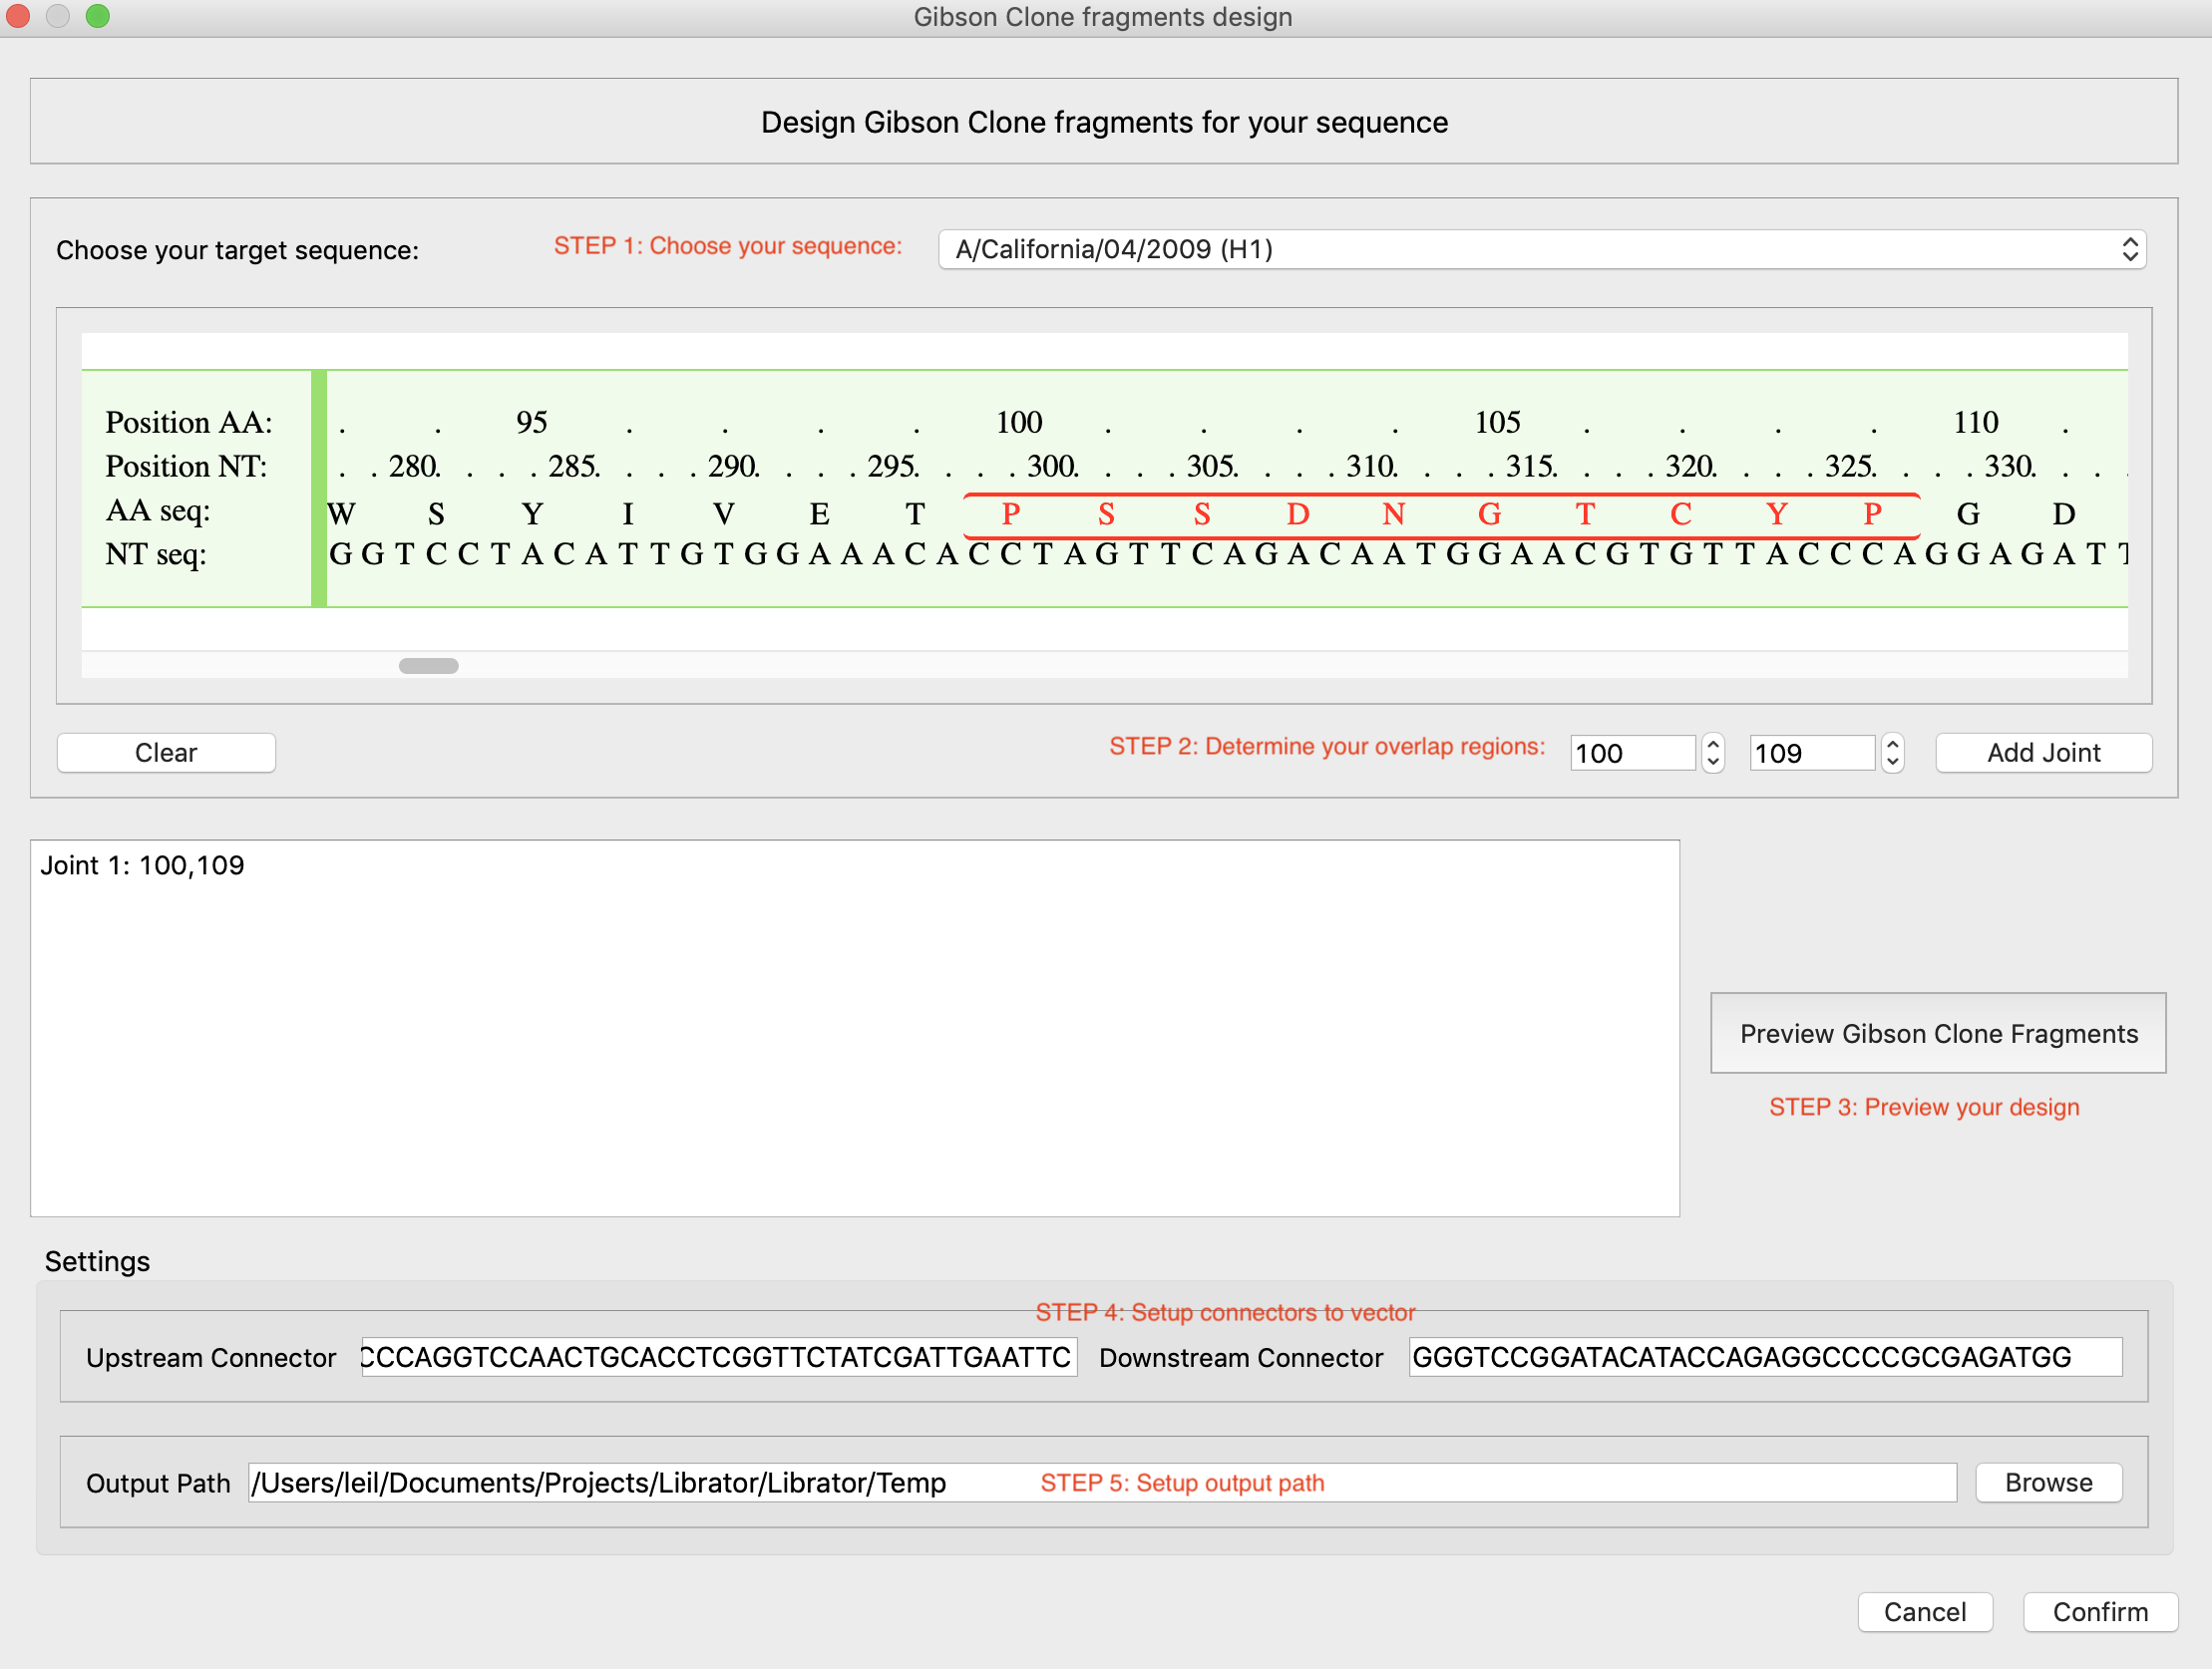 Gibson Clone fragments design
Design Gibson Clone fragments for your sequence
Choose your target sequence: STEP 1: Choose your sequence: A/California/04/2009 (H1)
Position AA: . . 95 . . . . 100 . . . . 105 . . . . 110 .
Position NT: . . 280. . . . 285. . . . 290. . . . 295. . . . 300. . . . 305. . . . 310. . . . 315. . . . 320. . . . 325. . . . 330. . . .
AA seq: W S Y I V E T P S S D N G T C Y P G D
NT seq: G G T C C T A C A T T G T G G A A A C A C C T A G T T C A G A C A A T G G A A C G T G T T A C C C A G G A G A T T
Clear STEP 2: Determine your overlap regions: 100 109 Add Joint
Joint 1: 100,109
Preview Gibson Clone Fragments
STEP 3: Preview your design
Settings
STEP 4: Setup connectors to vector
Upstream Connector CCCAGGTCCAACTGCACCTCGGTTCTATCGATTGAATTC Downstream Connector GGGTCCGGATACATACCAGAGGCCCCGCGAGATGG
Output Path /Users/leil/Documents/Projects/Librator/Librator/Temp STEP 5: Setup output path Browse
Cancel Confirm